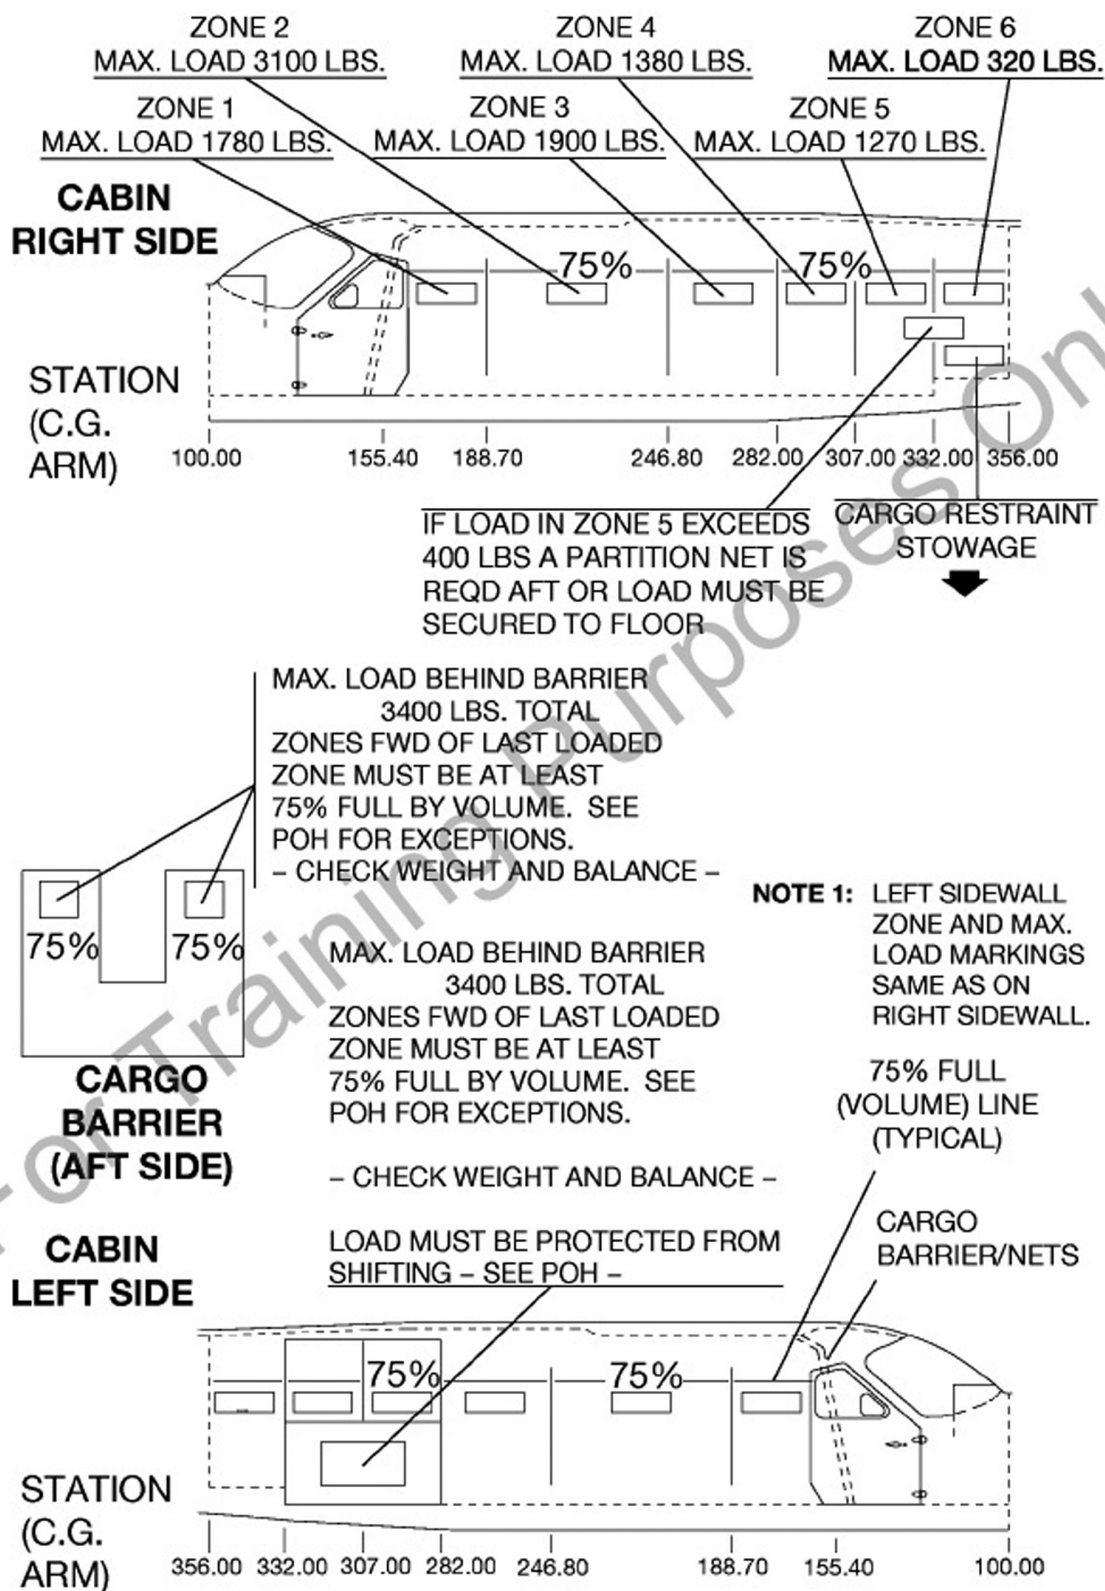 ZONE 2
MAX. LOAD 3100 LBS.
ZONE 4
MAX. LOAD 1380 LBS.
ZONE 6
MAX. LOAD 320 LBS.
ZONE 1
MAX. LOAD 1780 LBS.
ZONE 3
MAX. LOAD 1900 LBS.
ZONE 5
MAX. LOAD 1270 LBS.
CABIN
RIGHT SIDE
75%
75%
STATION
(C.G.
ARM)
100.00 155.40 188.70 246.80 282.00 307.00 332.00 356.00
IF LOAD IN ZONE 5 EXCEEDS
400 LBS A PARTITION NET IS
REQD AFT OR LOAD MUST BE
SECURED TO FLOOR
CARGO RESTRAINT
STOWAGE
MAX. LOAD BEHIND BARRIER
3400 LBS. TOTAL
ZONES FWD OF LAST LOADED
ZONE MUST BE AT LEAST
75% FULL BY VOLUME. SEE
POH FOR EXCEPTIONS.
– CHECK WEIGHT AND BALANCE –
75% 75%
CARGO
BARRIER
(AFT SIDE)
MAX. LOAD BEHIND BARRIER
3400 LBS. TOTAL
ZONES FWD OF LAST LOADED
ZONE MUST BE AT LEAST
75% FULL BY VOLUME. SEE
POH FOR EXCEPTIONS.
– CHECK WEIGHT AND BALANCE –
NOTE 1: LEFT SIDEWALL
ZONE AND MAX.
LOAD MARKINGS
SAME AS ON
RIGHT SIDEWALL.
75% FULL
(VOLUME) LINE
(TYPICAL)
CARGO
BARRIER/NETS
CABIN
LEFT SIDE
LOAD MUST BE PROTECTED FROM
SHIFTING – SEE POH –
75%
75%
STATION
(C.G.
ARM)
356.00 332.00 307.00 282.00 246.80 188.70 155.40 100.00
For Training Purposes Onl